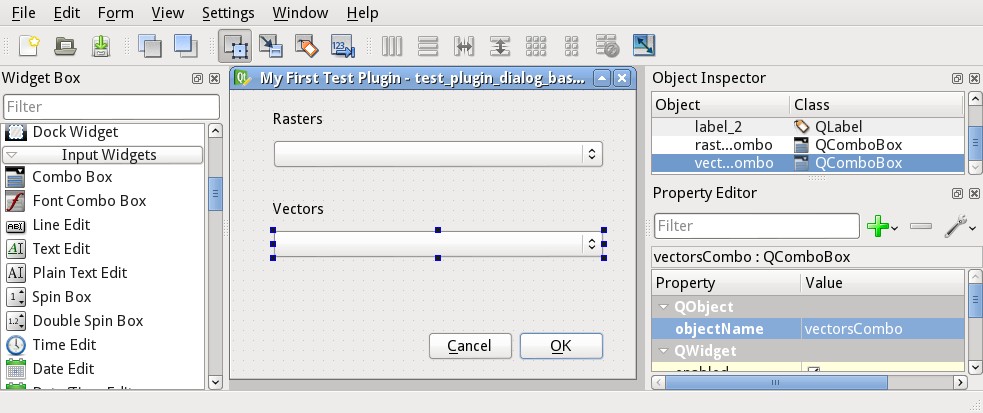 File Edit Form View Settings Window Help
Widget Box
Filter
Dock Widget
Input Widgets
Combo Box
Font Combo Box
Line Edit
Text Edit
Plain Text Edit
Spin Box
Double Spin Box
Time Edit
Date Edit
My First Test Plugin - test_plugin_dialog_bas...
Rasters
Vectors
Cancel OK
Object Inspector
Object Class
label_2 QLabel
rast...ombo QComboBox
vect...ombo QComboBox
Property Editor
Filter
vectorsCombo : QComboBox
Property Value
QObject
objectName vectorsCombo
QWidget